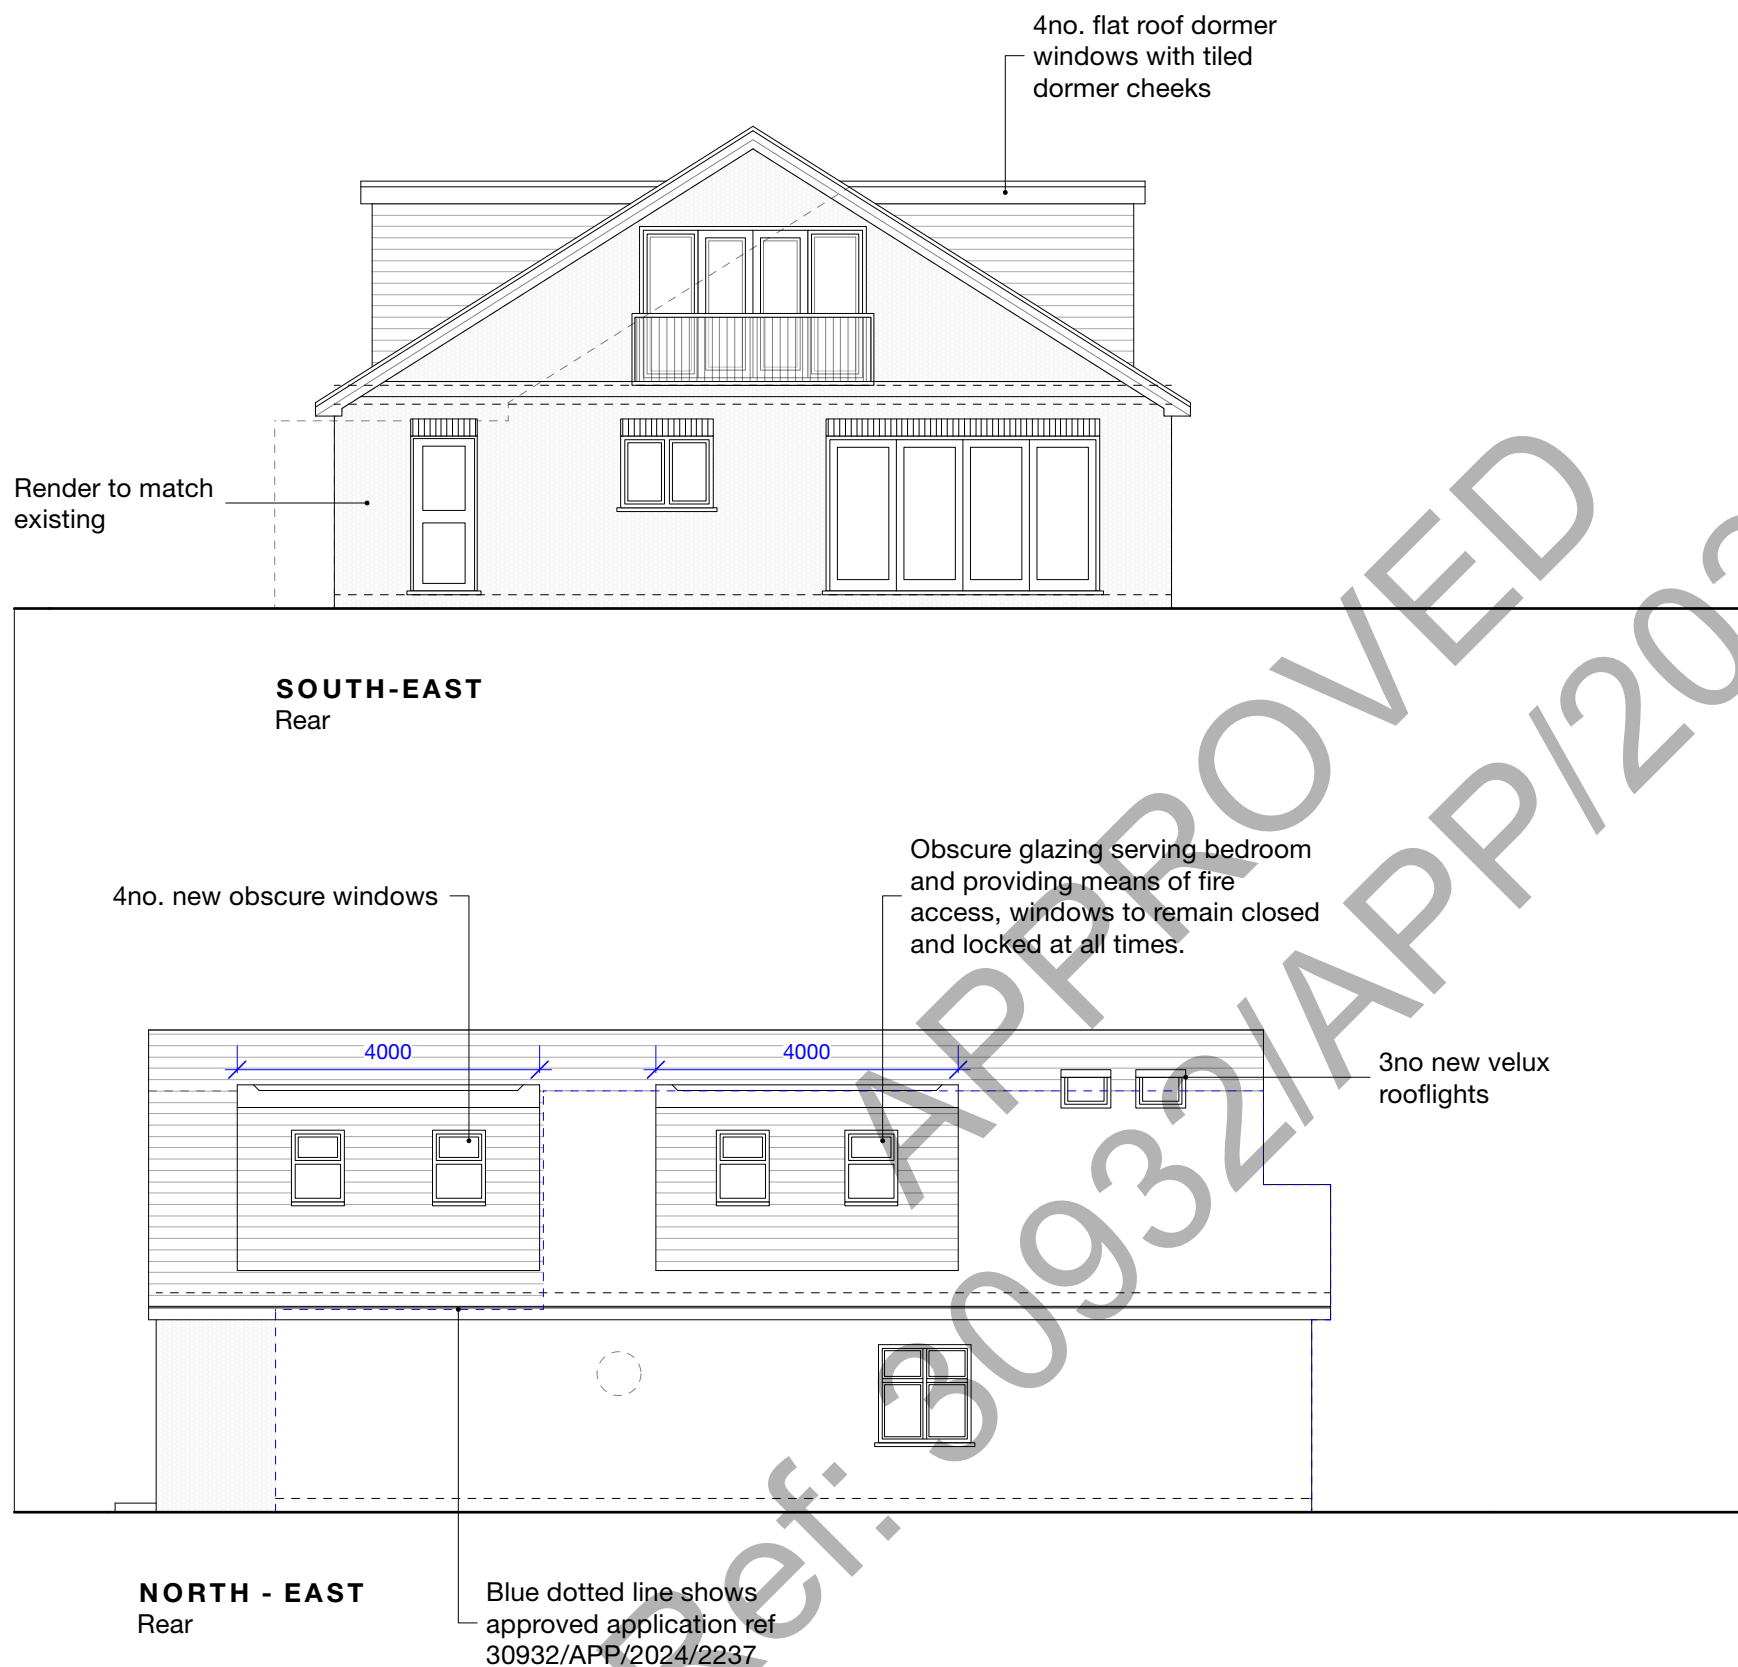 4no. flat roof dormer
windows with tiled
dormer cheeks
Render to match
existing
SOUTH-EAST
Rear
4no. new obscure windows
Obscure glazing serving bedroom
and providing means of fire
access, windows to remain closed
and locked at all times.
4000
4000
3no new velux
rooflights
NORTH - EAST
Rear
Blue dotted line shows
approved application ref
30932/APP/2024/2237
APPROVED
Ref: 30932/APP/202